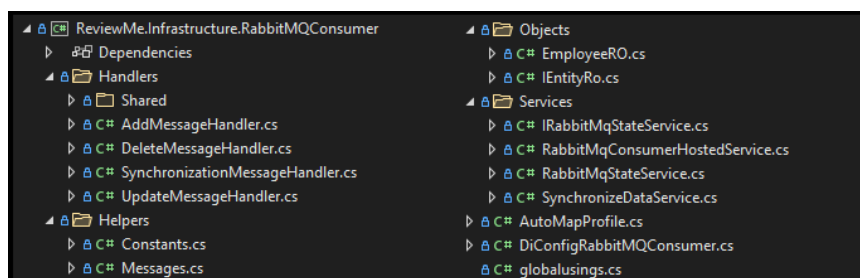 ReviewMe.Infrastructure.RabbitMQConsumer
Dependencies
Handlers
Shared
C# AddMessageHandler.cs
C# DeleteMessageHandler.cs
C# SynchronizationMessageHandler.cs
C# UpdateMessageHandler.cs
Helpers
C# Constants.cs
C# Messages.cs
Objects
C# EmployeeRO.cs
C# IEntityRo.cs
Services
C# IRabbitMqStateService.cs
C# RabbitMqConsumerHostedService.cs
C# RabbitMqStateService.cs
C# SynchronizeDataService.cs
C# AutoMapProfile.cs
C# DiConfigRabbitMQConsumer.cs
C# globalusings.cs